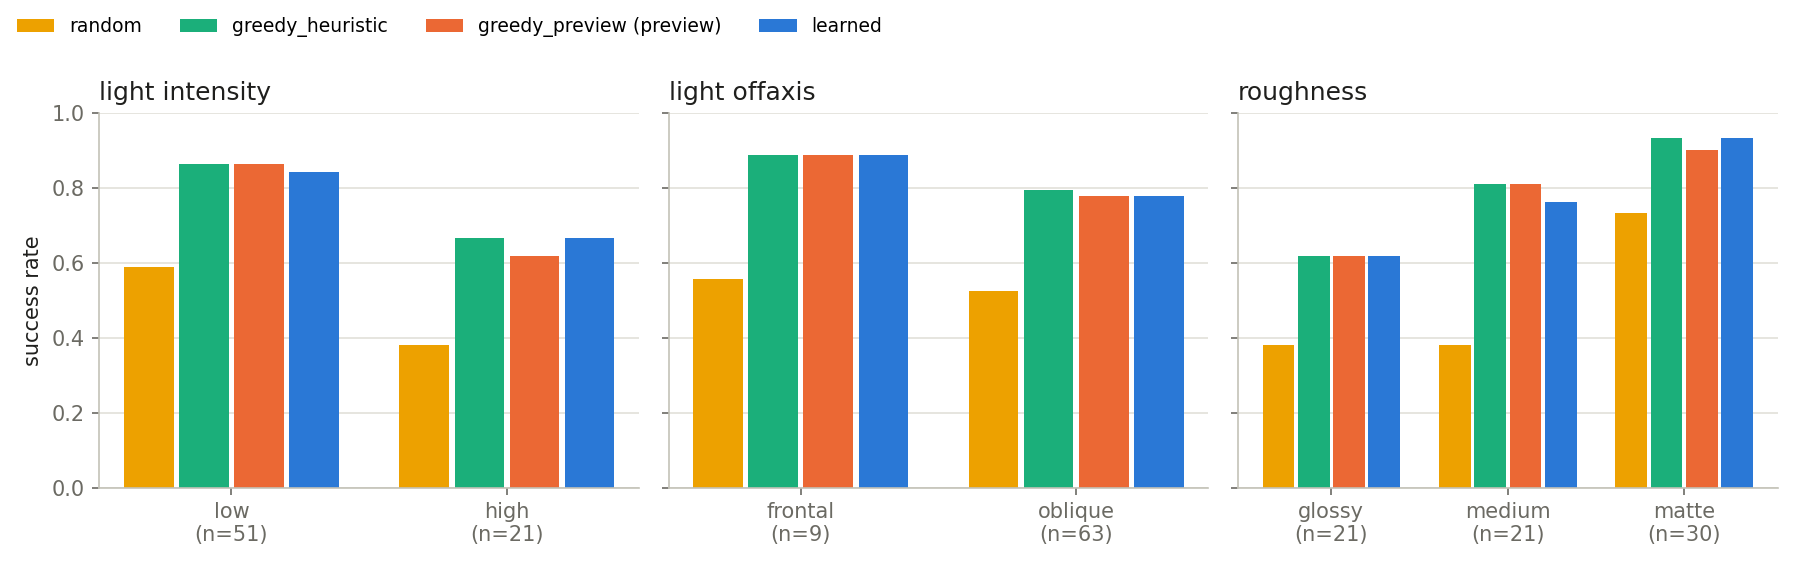 random greedy_heuristic greedy_preview (preview) learned
light intensity
success rate
1.0
0.8
0.6
0.4
0.2
0.0
low
(n=51)
high
(n=21)
light offaxis
frontal
(n=9)
oblique
(n=63)
roughness
glossy
(n=21)
medium
(n=21)
matte
(n=30)